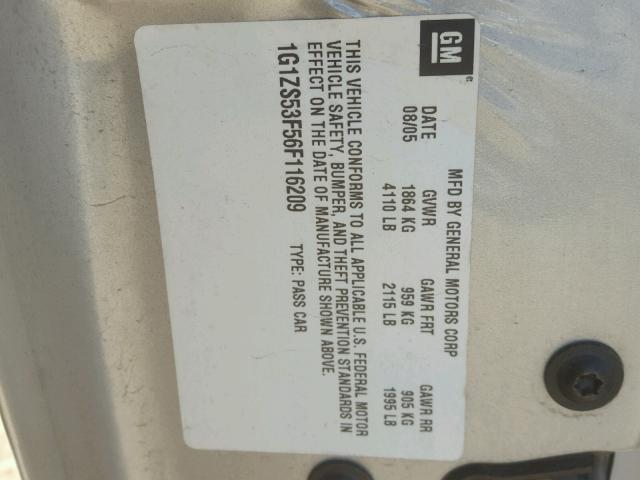 GM
MFD BY GENERAL MOTORS CORP
DATE GVWR GAWR FRT GAWR RR
08/05 1864 KG 959 KG 905 KG
4110 LB 2115 LB 1995 LB
THIS VEHICLE CONFORMS TO ALL APPLICABLE U.S. FEDERAL MOTOR
VEHICLE SAFETY, BUMPER, AND THEFT PREVENTION STANDARDS IN
EFFECT ON THE DATE OF MANUFACTURE SHOWN ABOVE.
1G1ZS53F56F116209 TYPE: PASS CAR